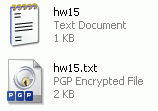 hw15
Text Document
1 KB
hw15.txt
PGP Encrypted File
2 KB
PGP